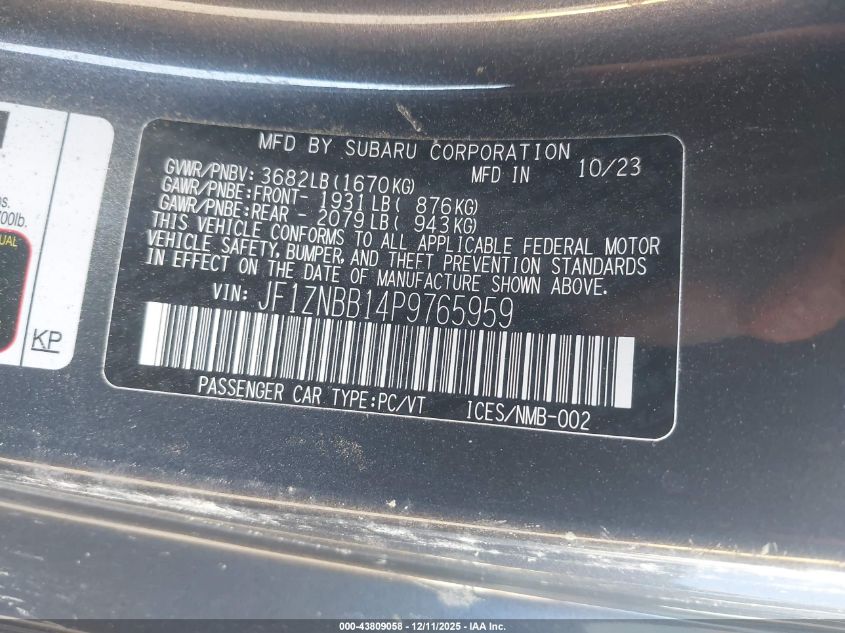 MFD BY SUBARU CORPORATION
GVWR/PNBV: 3682LB(1670KG) MFD IN 10/23
GAWR/PNBE:FRONT- 1931LB( 876KG)
GAWR/PNBE:REAR - 2079LB( 943KG)
THIS VEHICLE CONFORMS TO ALL APPLICABLE FEDERAL MOTOR
VEHICLE SAFETY, BUMPER, AND THEFT PREVENTION STANDARDS
IN EFFECT ON THE DATE OF MANUFACTURE SHOWN ABOVE.
VIN: JF1ZNBB14P9765959
PASSENGER CAR TYPE:PC/VT ICES/NMB-002
700lb.
KP
000-43809058 - 12/11/2025 - IAA Inc.